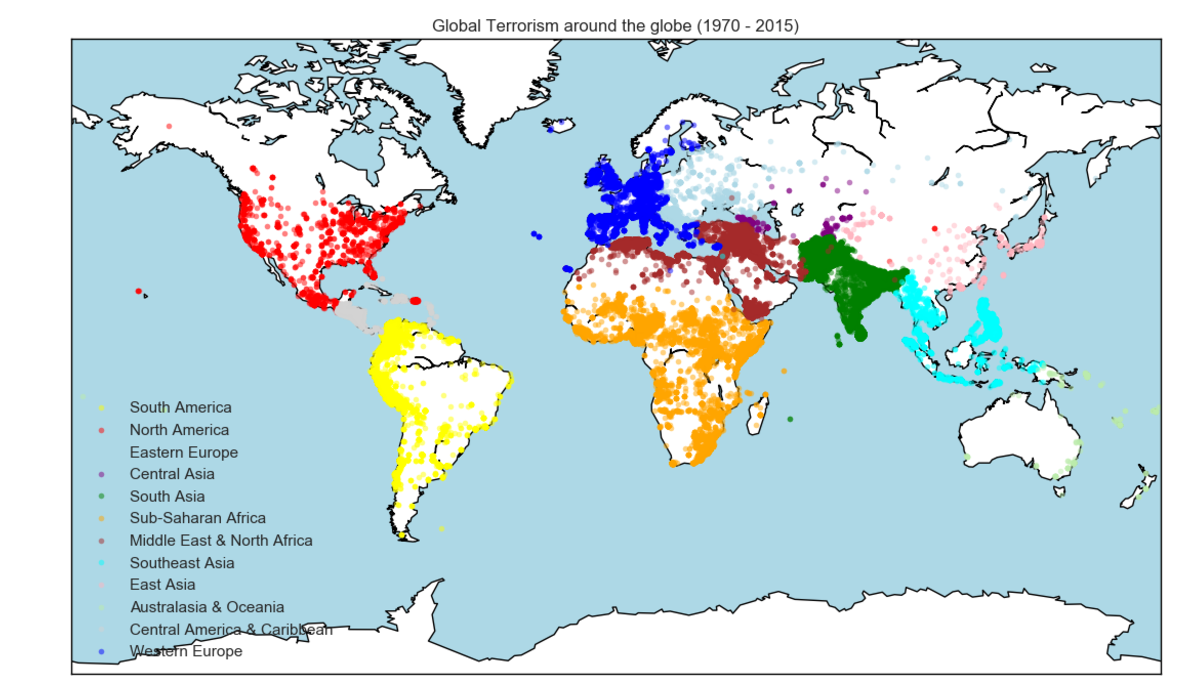 Global Terrorism around the globe (1970 - 2015)
South America
North America
Eastern Europe
Central Asia
South Asia
Sub-Saharan Africa
Middle East & North Africa
Southeast Asia
East Asia
Australasia & Oceania
Central America & Caribbean
Western Europe